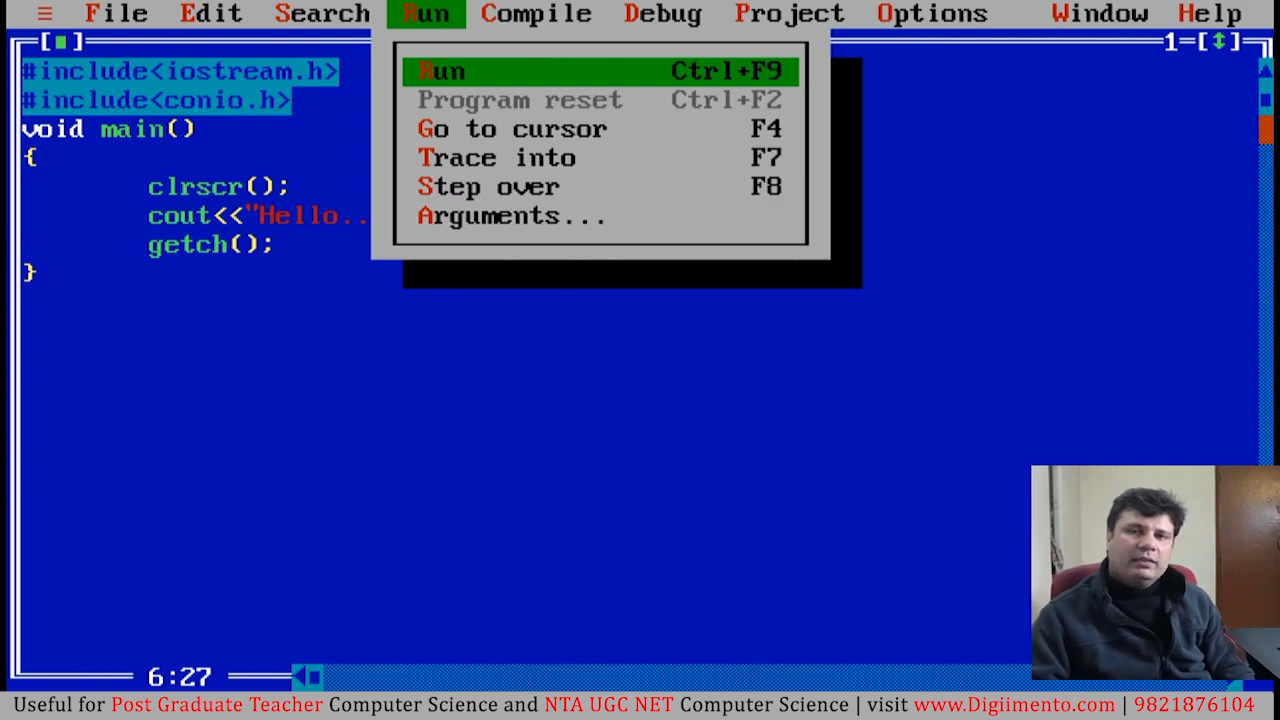 ≡ File Edit Search Run Compile Debug Project Options Window Help
[■] 1=[↕]
#include<iostream.h>
#include<conio.h>
void main()
{
clrscr();
cout<<"Hello..
getch();
}
Run Ctrl+F9
Program reset Ctrl+F2
Go to cursor F4
Trace into F7
Step over F8
Arguments...
6:27
Useful for Post Graduate Teacher Computer Science and NTA UGC NET Computer Science | visit www.Digiimento.com | 9821876104